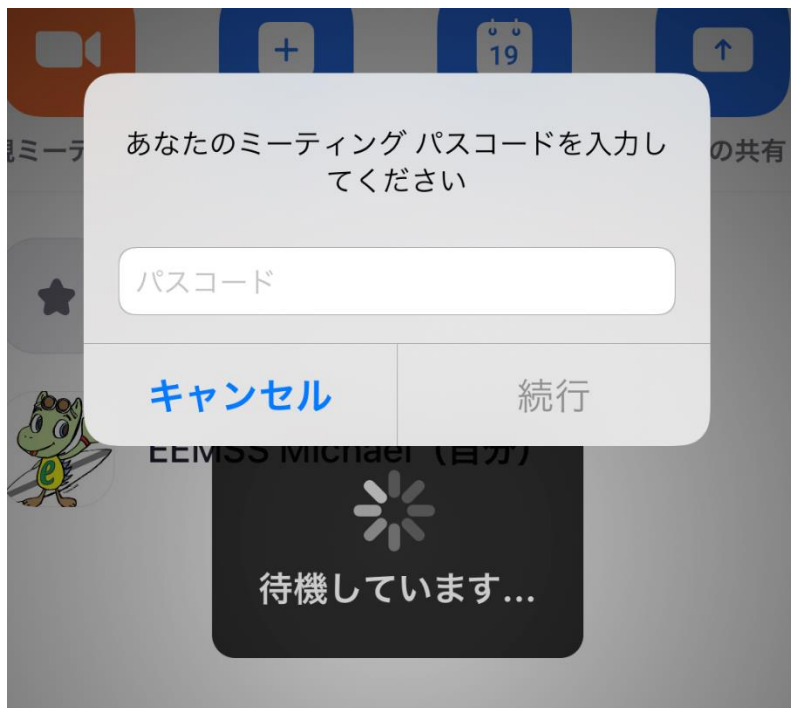 19
あなたのミーティング パスコードを入力し
てください
ミーテ
の共有
パスコード
キャンセル
続行
EEMSS Michael（自分）
待機しています...